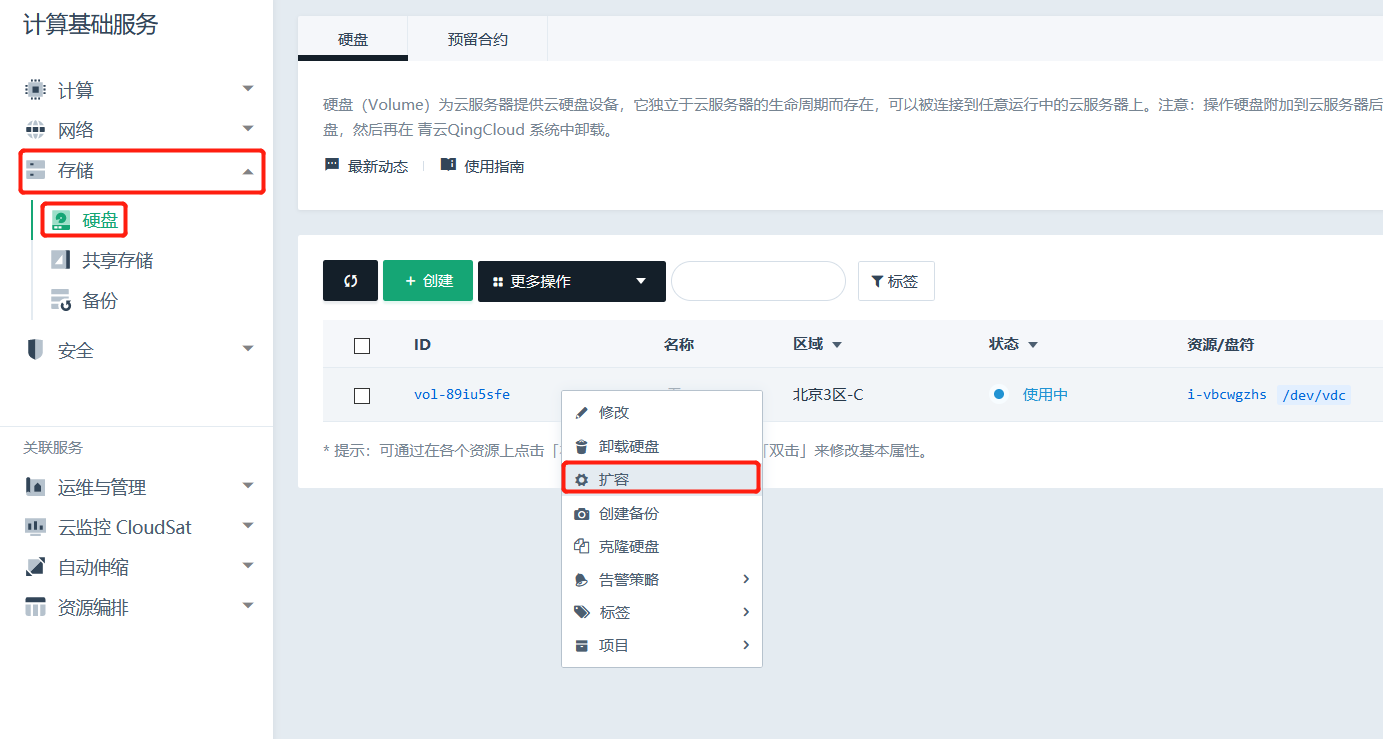 计算基础服务
计算
网络
存储
硬盘
共享存储
备份
安全
关联服务
运维与管理
云监控 CloudSat
自动伸缩
资源编排
硬盘 预留合约
硬盘（Volume）为云服务器提供云硬盘设备，它独立于云服务器的生命周期而存在，可以被连接到任意运行中的云服务器上。注意：操作硬盘附加到云服务器后
盘，然后再在 青云QingCloud 系统中卸载。
最新动态 使用指南
+ 创建 更多操作 标签
ID 名称 区域 状态 资源/盘符
vol-89iu5sfe 北京3区-C 使用中 i-vbcwgzhs /dev/vdc
* 提示：可通过在各个资源上点击「 「双击」来修改基本属性。
修改
卸载硬盘
扩容
创建备份
克隆硬盘
告警策略
标签
项目